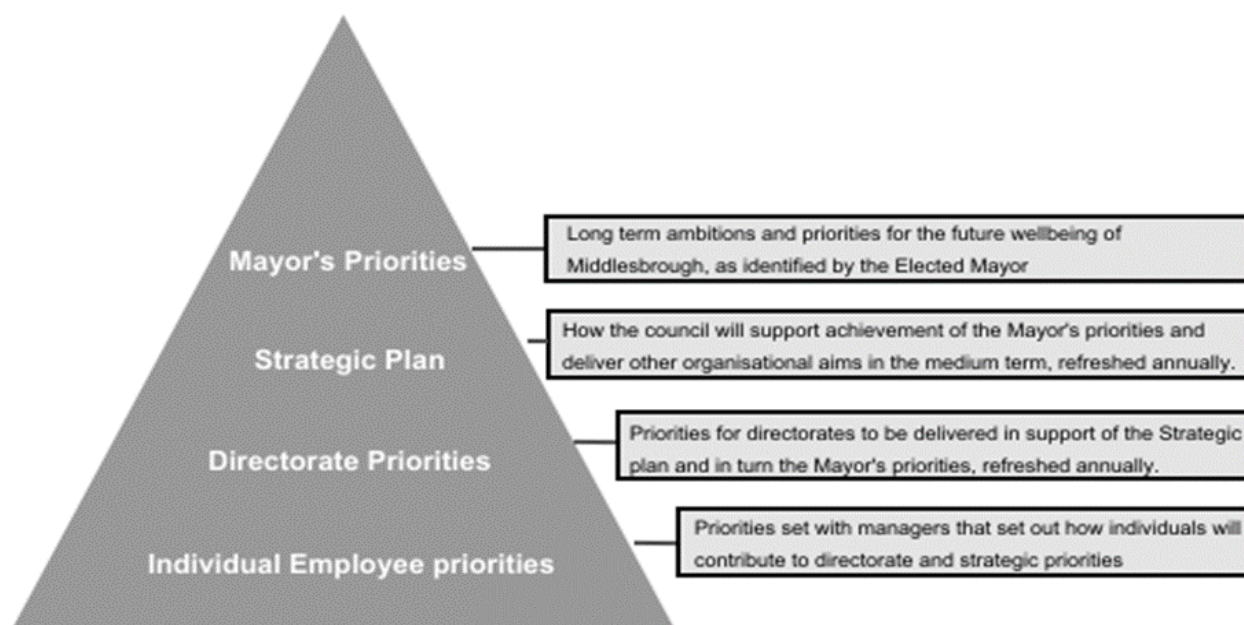 Mayor's Priorities
Long term ambitions and priorities for the future wellbeing of
Middlesbrough, as identified by the Elected Mayor
Strategic Plan
How the council will support achievement of the Mayor's priorities and
deliver other organisational aims in the medium term, refreshed annually.
Directorate Priorities
Priorities for directorates to be delivered in support of the Strategic
plan and in turn the Mayor's priorities, refreshed annually.
Individual Employee priorities
Priorities set with managers that set out how individuals will
contribute to directorate and strategic priorities